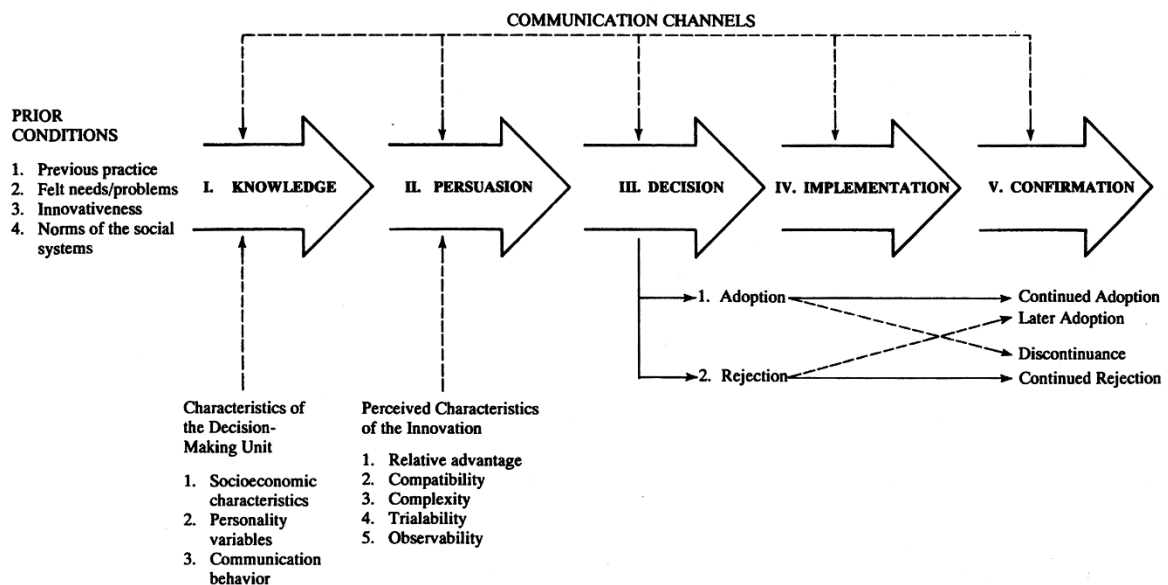 COMMUNICATION CHANNELS
PRIOR
CONDITIONS
1. Previous practice
2. Felt needs/problems
3. Innovativeness
4. Norms of the social
systems
I. KNOWLEDGE
II. PERSUASION
III. DECISION
IV. IMPLEMENTATION
V. CONFIRMATION
1. Adoption
2. Rejection
Continued Adoption
Later Adoption
Discontinuance
Continued Rejection
Characteristics of
the Decision-
Making Unit
1. Socioeconomic
characteristics
2. Personality
variables
3. Communication
behavior
Perceived Characteristics
of the Innovation
1. Relative advantage
2. Compatibility
3. Complexity
4. Trialability
5. Observability